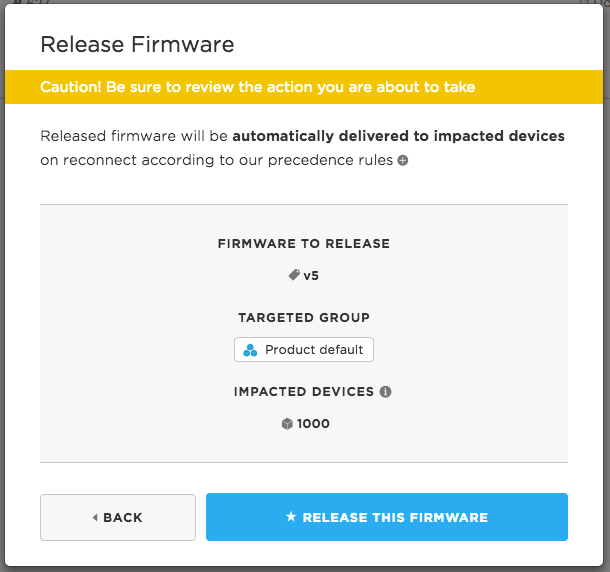 Release Firmware
Caution! Be sure to review the action you are about to take
Released firmware will be automatically delivered to impacted devices
on reconnect according to our precedence rules
FIRMWARE TO RELEASE
v5
TARGETED GROUP
Product default
IMPACTED DEVICES
1000
BACK
RELEASE THIS FIRMWARE